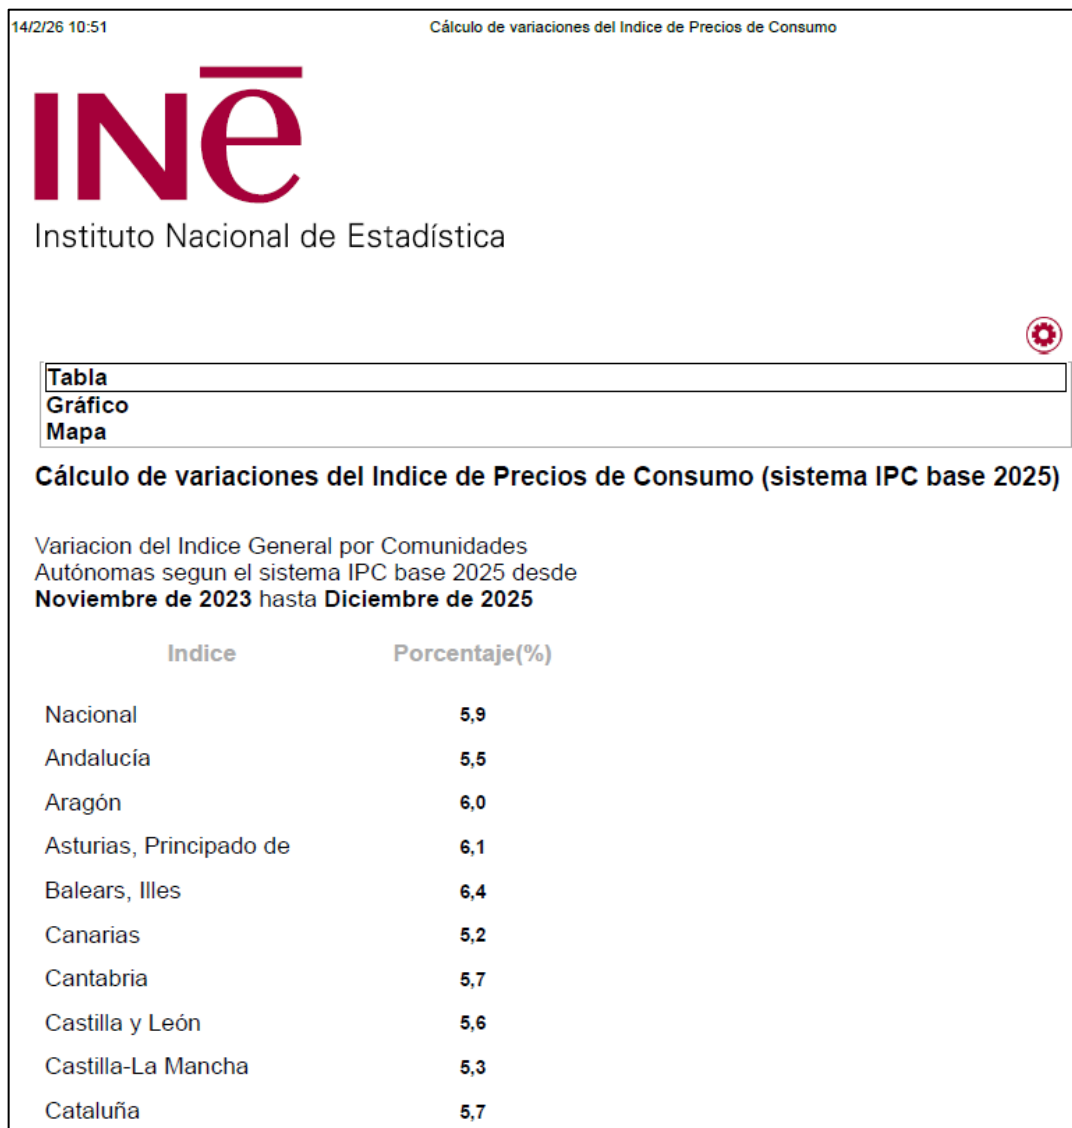 14/2/26 10:51 Cálculo de variaciones del Indice de Precios de Consumo
INe
Instituto Nacional de Estadística
Tabla
Gráfico
Mapa
Cálculo de variaciones del Indice de Precios de Consumo (sistema IPC base 2025)
Variacion del Indice General por Comunidades
Autónomas segun el sistema IPC base 2025 desde
Noviembre de 2023 hasta Diciembre de 2025
Indice Porcentaje(%)
Nacional 5,9
Andalucía 5,5
Aragón 6,0
Asturias, Principado de 6,1
Balears, Illes 6,4
Canarias 5,2
Cantabria 5,7
Castilla y León 5,6
Castilla-La Mancha 5,3
Cataluña 5,7